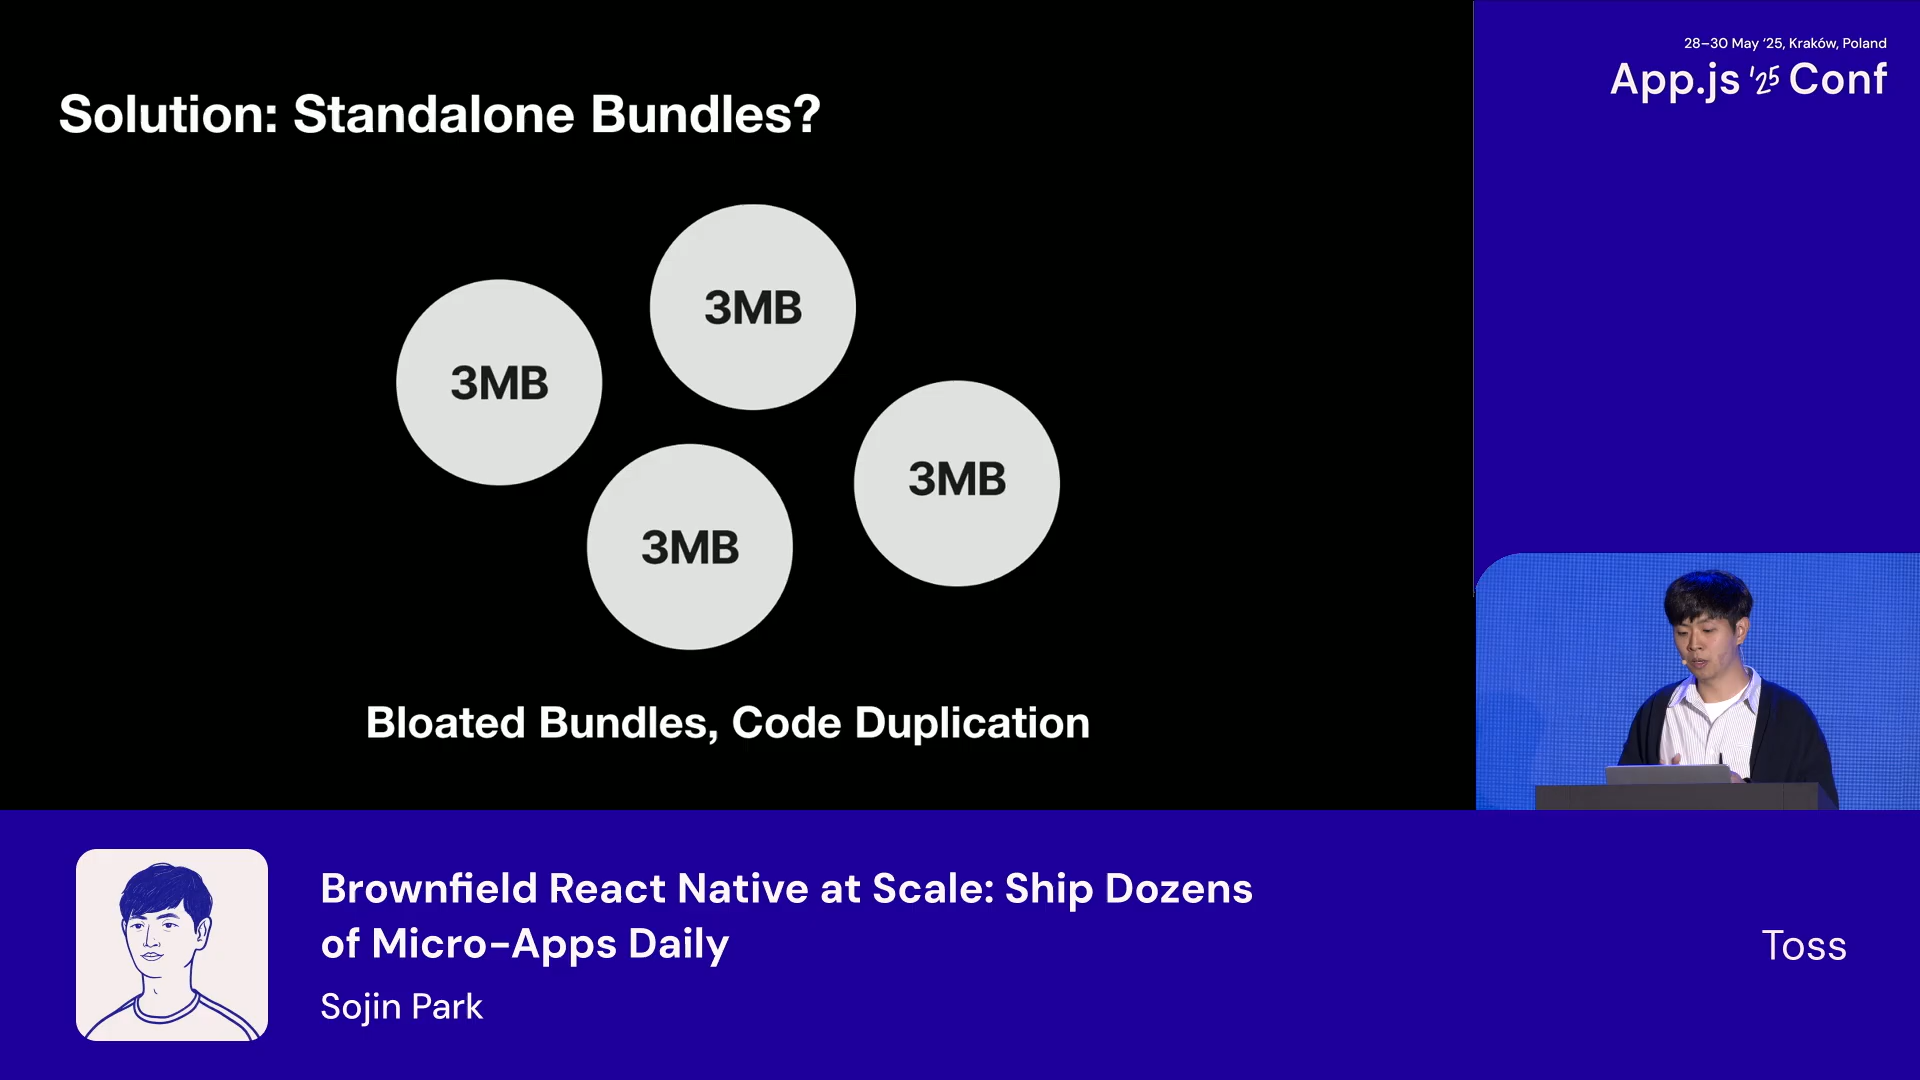 Solution: Standalone Bundles?
3MB
3MB
3MB
3MB
Bloated Bundles, Code Duplication
28–30 May ‘25, Kraków, Poland
App.js ‘25 Conf
Brownfield React Native at Scale: Ship Dozens
of Micro-Apps Daily
Sojin Park
Toss